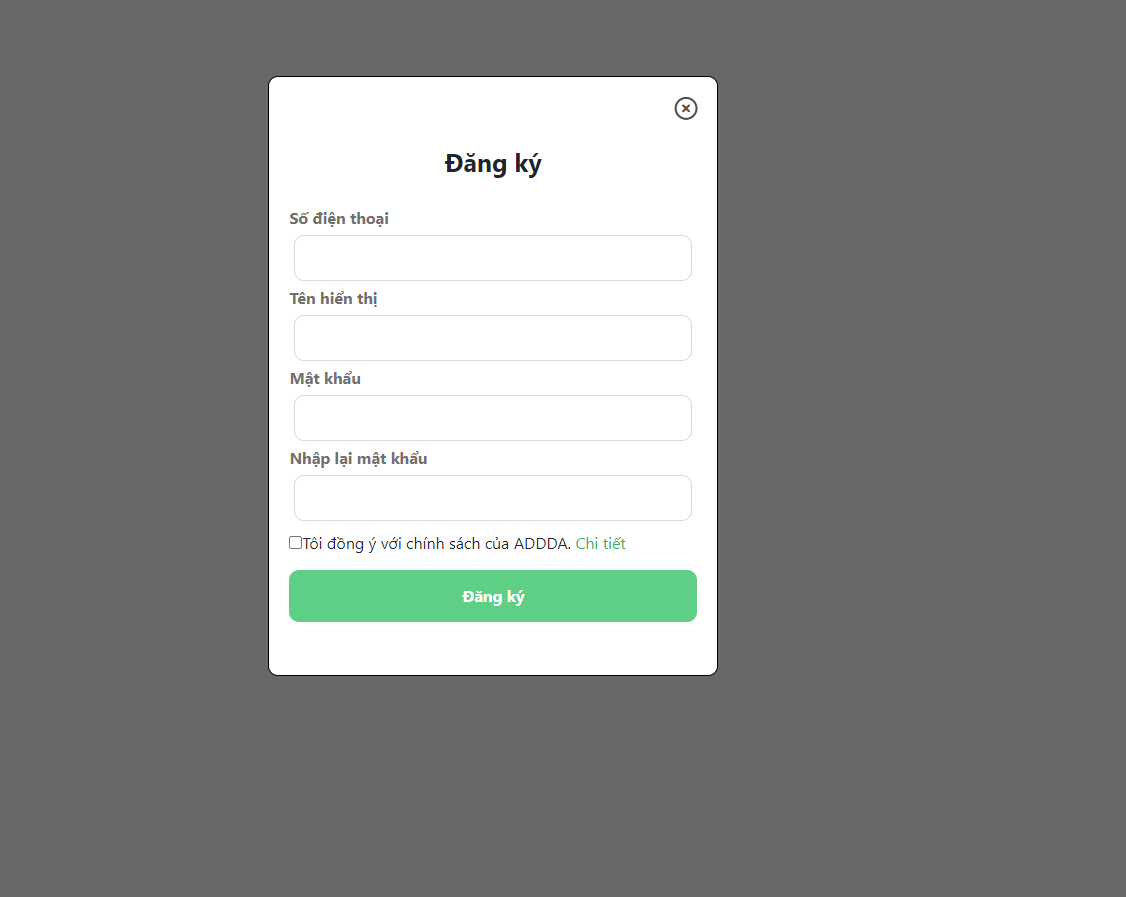 Đăng ký
Số điện thoại
Tên hiển thị
Mật khẩu
Nhập lại mật khẩu
Tôi đồng ý với chính sách của ADDDA. Chi tiết
Đăng ký